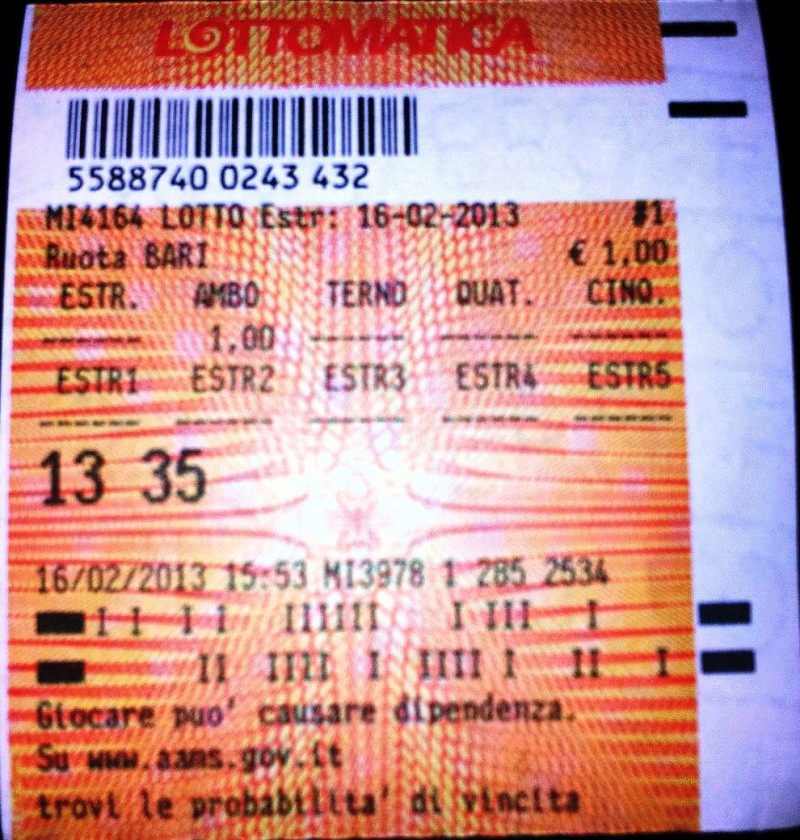 LOTTOMATICA
5588740 0243 432
MI4164 LOTTO Estr: 16-02-2013 #1
Ruota BARI € 1,00
ESTR. AMBO TERNO QUAT. CINQ.
------ 1,00 ------ ------ ------
ESTR1 ESTR2 ESTR3 ESTR4 ESTR5
------ ------ ------ ------ ------
13 35
16/02/2013 15:53 MI3978 1 285 2534
Giocare puo' causare dipendenza.
Su www.aams.gov.it
trovi le probabilita' di vincita